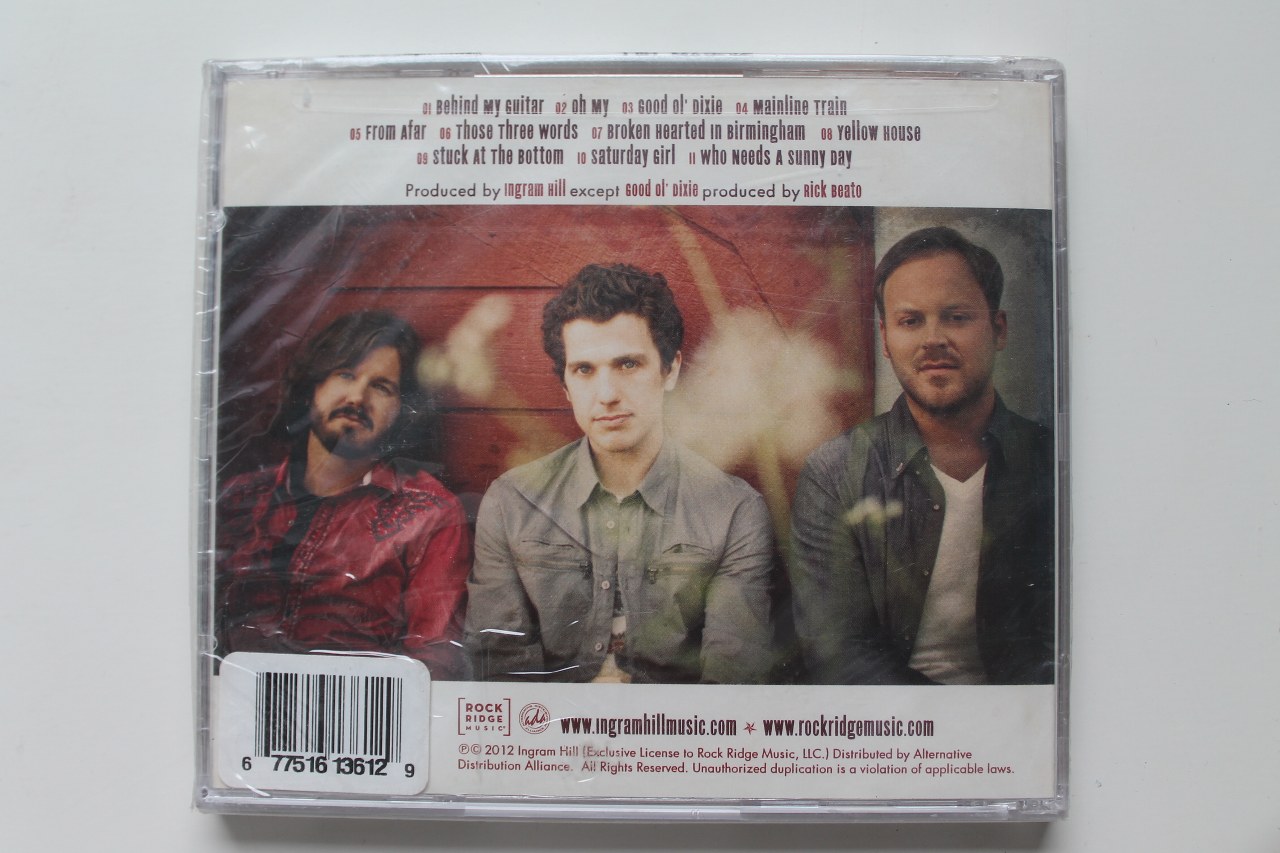 01 Behind My Guitar 02 Oh My 03 Good Ol' Dixie 04 Mainline Train
05 From Afar 06 Those Three Words 07 Broken Hearted In Birmingham 08 Yellow House
09 Stuck At The Bottom 10 Saturday Girl 11 Who Needs A Sunny Day
Produced by Ingram Hill except Good Ol' Dixie produced by Rick Beato
ROCK
RIDGE
MUSIC
ada
www.ingramhillmusic.com www.rockridgemusic.com
℗© 2012 Ingram Hill (Exclusive License to Rock Ridge Music, LLC.) Distributed by Alternative
Distribution Alliance. All Rights Reserved. Unauthorized duplication is a violation of applicable laws.
6 77516 13612 9